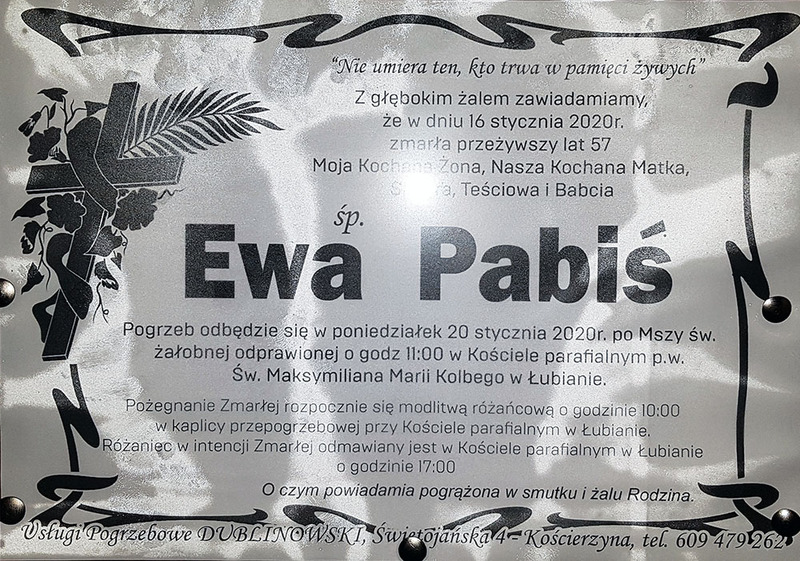 “Nie umiera ten, kto trwa w pamięci żywych”
Z głębokim żalem zawiadamiamy,
że w dniu 16 stycznia 2020r.
zmarła przeżywszy lat 57
Moja Kochana Żona, Nasza Kochana Matka,
Teściowa i Babcia
śp.
Ewa Pabiś
Pogrzeb odbędzie się w poniedziałek 20 stycznia 2020r. po Mszy św.
żałobnej odprawionej o godz 11:00 w Kościele parafialnym p.w.
Św. Maksymiliana Marii Kolbego w Łubianie.
Pożegnanie Zmarłej rozpocznie się modlitwą różańcową o godzinie 10:00
w kaplicy przepogrzebowej przy Kościele parafialnym w Łubianie.
Różaniec w intencji Zmarłej odmawiany jest w Kościele parafialnym w Łubianie
o godzinie 17:00
O czym powiadamia pogrążona w smutku i żalu Rodzina.
Usługi Pogrzebowe DUBLINOWSKI, Świętojańska 4 - Kościerzyna, tel. 609 479 262